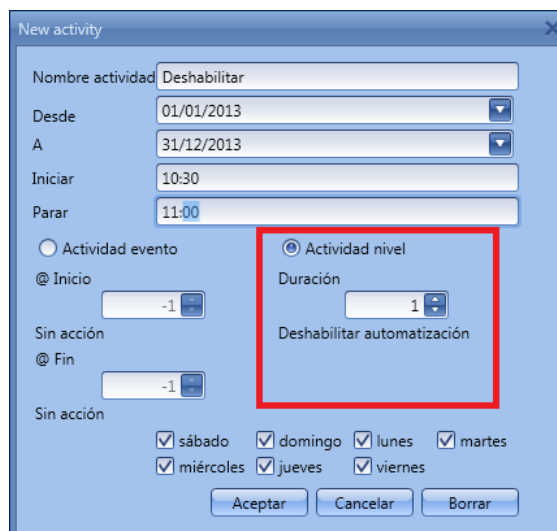 New activity
Nombre actividad Deshabilitar
Desde 01/01/2013
A 31/12/2013
Iniciar 10:30
Parar 11:00
Actividad evento Actividad nivel
@ Inicio Duración
-1 1
Sin acción Deshabilitar automatización
@ Fin
-1
Sin acción
sábado domingo lunes martes
miércoles jueves viernes
Aceptar Cancelar Borrar